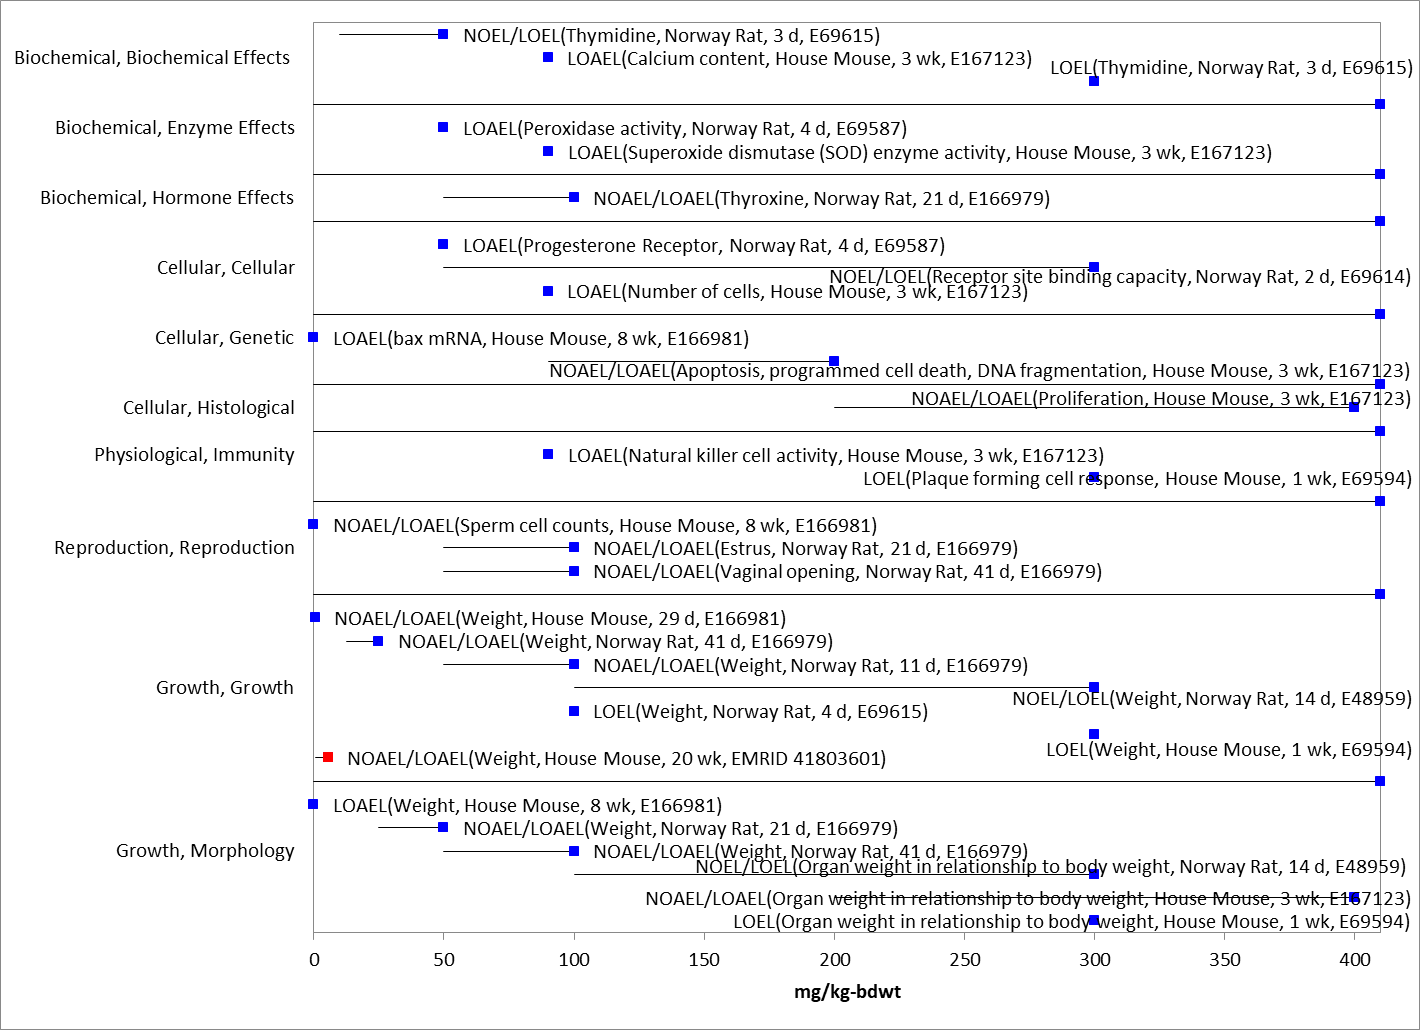 NOEL/LOEL(Thymidine, Norway Rat, 3 d, E69615)
Biochemical, Biochemical Effects
LOAEL(Calcium content, House Mouse, 3 wk, E167123)
LOEL(Thymidine, Norway Rat, 3 d, E69615)
Biochemical, Enzyme Effects
LOAEL(Peroxidase activity, Norway Rat, 4 d, E69587)
LOAEL(Superoxide dismutase (SOD) enzyme activity, House Mouse, 3 wk, E167123)
Biochemical, Hormone Effects
NOAEL/LOAEL(Thyroxine, Norway Rat, 21 d, E166979)
LOAEL(Progesterone Receptor, Norway Rat, 4 d, E69587)
Cellular, Cellular
NOEL/LOEL(Receptor site binding capacity, Norway Rat, 2 d, E69614)
LOAEL(Number of cells, House Mouse, 3 wk, E167123)
Cellular, Genetic
LOAEL(bax mRNA, House Mouse, 8 wk, E166981)
NOAEL/LOAEL(Apoptosis, programmed cell death, DNA fragmentation, House Mouse, 3 wk, E167123)
Cellular, Histological
NOAEL/LOAEL(Proliferation, House Mouse, 3 wk, E167123)
Physiological, Immunity
LOAEL(Natural killer cell activity, House Mouse, 3 wk, E167123)
LOEL(Plaque forming cell response, House Mouse, 1 wk, E69594)
NOAEL/LOAEL(Sperm cell counts, House Mouse, 8 wk, E166981)
Reproduction, Reproduction
NOAEL/LOAEL(Estrus, Norway Rat, 21 d, E166979)
NOAEL/LOAEL(Vaginal opening, Norway Rat, 41 d, E166979)
NOAEL/LOAEL(Weight, House Mouse, 29 d, E166981)
NOAEL/LOAEL(Weight, Norway Rat, 41 d, E166979)
NOAEL/LOAEL(Weight, Norway Rat, 11 d, E166979)
Growth, Growth
NOEL/LOEL(Weight, Norway Rat, 14 d, E48959)
LOEL(Weight, Norway Rat, 4 d, E69615)
LOEL(Weight, House Mouse, 1 wk, E69594)
NOAEL/LOAEL(Weight, House Mouse, 20 wk, EMRID 41803601)
LOAEL(Weight, House Mouse, 8 wk, E166981)
NOAEL/LOAEL(Weight, Norway Rat, 21 d, E166979)
Growth, Morphology
NOAEL/LOAEL(Weight, Norway Rat, 41 d, E166979)
NOEL/LOEL(Organ weight in relationship to body weight, Norway Rat, 14 d, E48959)
NOAEL/LOAEL(Organ weight in relationship to body weight, House Mouse, 3 wk, E167123)
LOEL(Organ weight in relationship to body weight, House Mouse, 1 wk, E69594)
0 50 100 150 200 250 300 350 400
mg/kg-bdwt